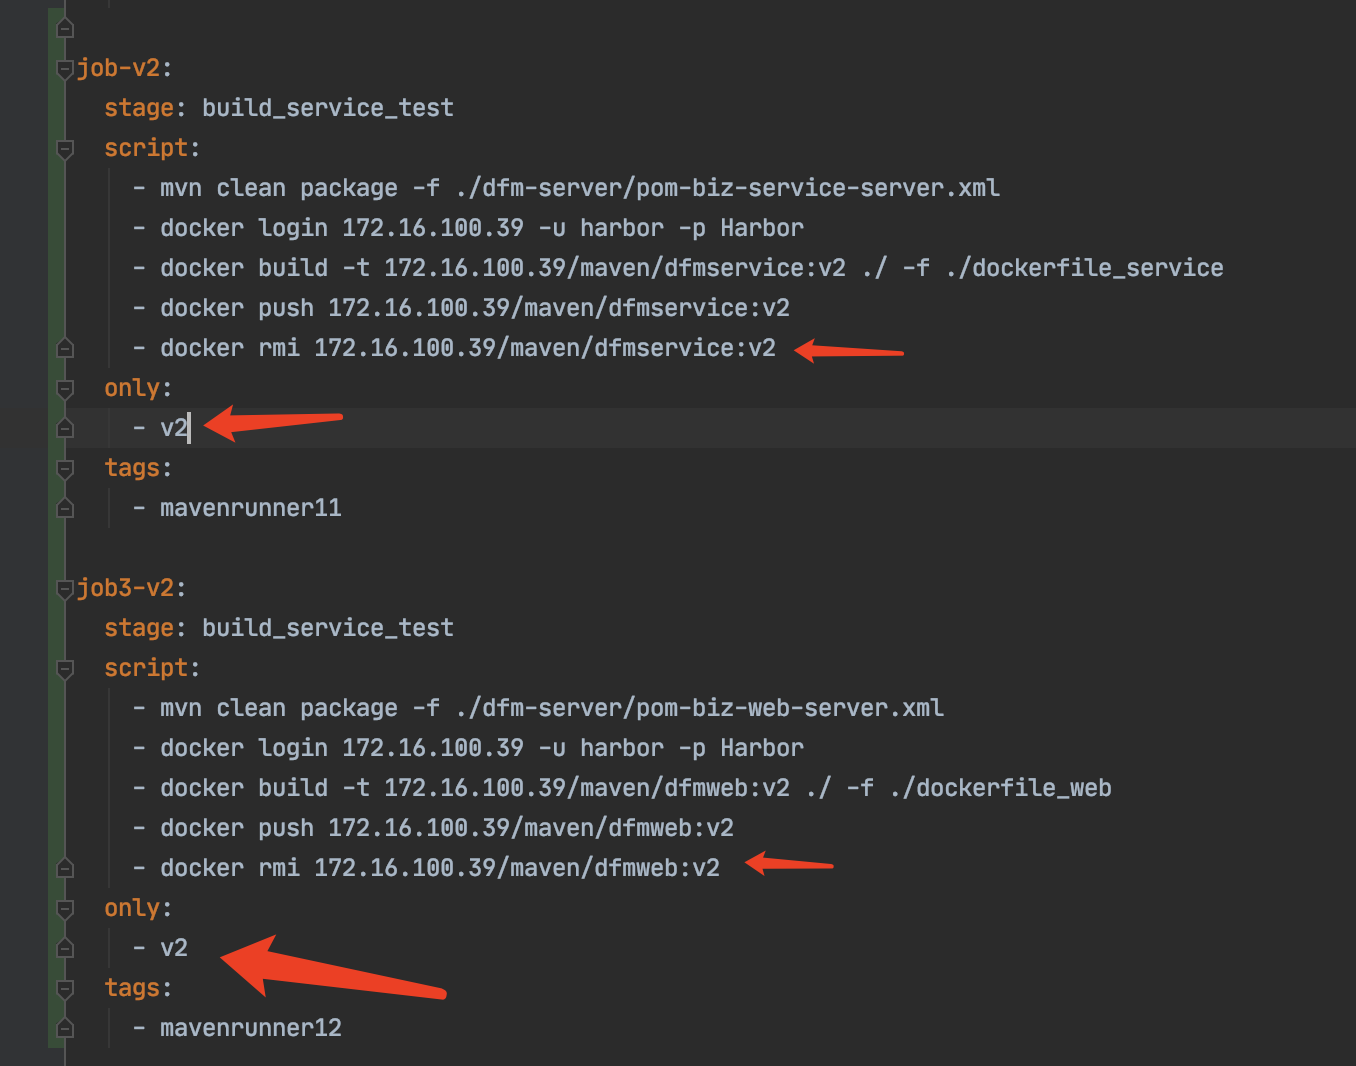 job-v2:
stage: build_service_test
script:
- mvn clean package -f ./dfm-server/pom-biz-service-server.xml
- docker login 172.16.100.39 -u harbor -p Harbor
- docker build -t 172.16.100.39/maven/dfmservice:v2 ./ -f ./dockerfile_service
- docker push 172.16.100.39/maven/dfmservice:v2
- docker rmi 172.16.100.39/maven/dfmservice:v2
only:
- v2
tags:
- mavenrunner11
job3-v2:
stage: build_service_test
script:
- mvn clean package -f ./dfm-server/pom-biz-web-server.xml
- docker login 172.16.100.39 -u harbor -p Harbor
- docker build -t 172.16.100.39/maven/dfmweb:v2 ./ -f ./dockerfile_web
- docker push 172.16.100.39/maven/dfmweb:v2
- docker rmi 172.16.100.39/maven/dfmweb:v2
only:
- v2
tags:
- mavenrunner12